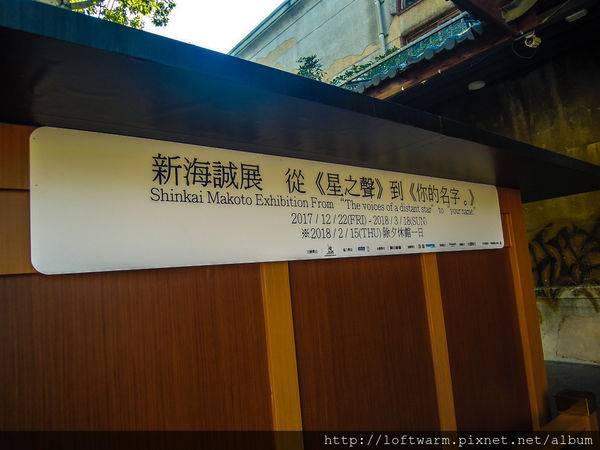 新海誠展 從《星之聲》到《你的名字。》
Shinkai Makoto Exhibition From “The voices of a distant star” to “your name.”
2017 / 12 / 22(FRI) - 2018 / 3 / 18(SUN)
※2018 / 2 / 15(THU) 除夕休館一日
http://loftwarm.pixnet.net/album